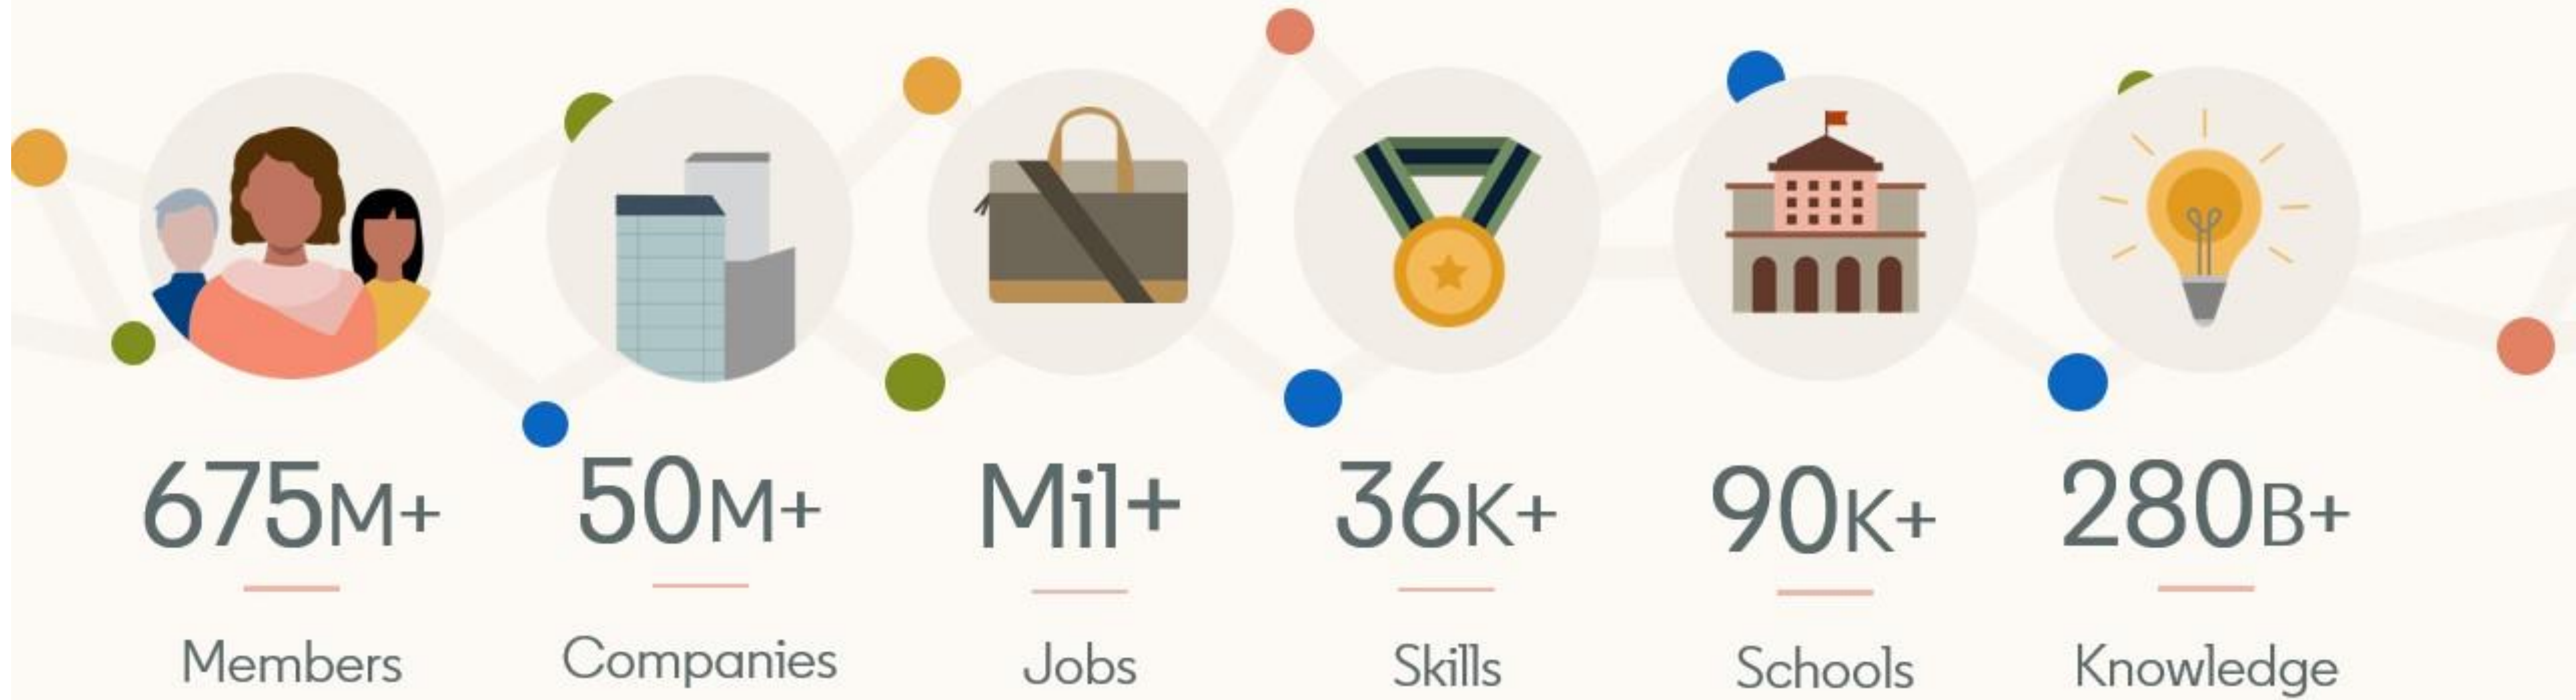 675M+ 50M+ Mil+ 36K+ 90K+ 280B+
Members Companies Jobs Skills Schools Knowledge